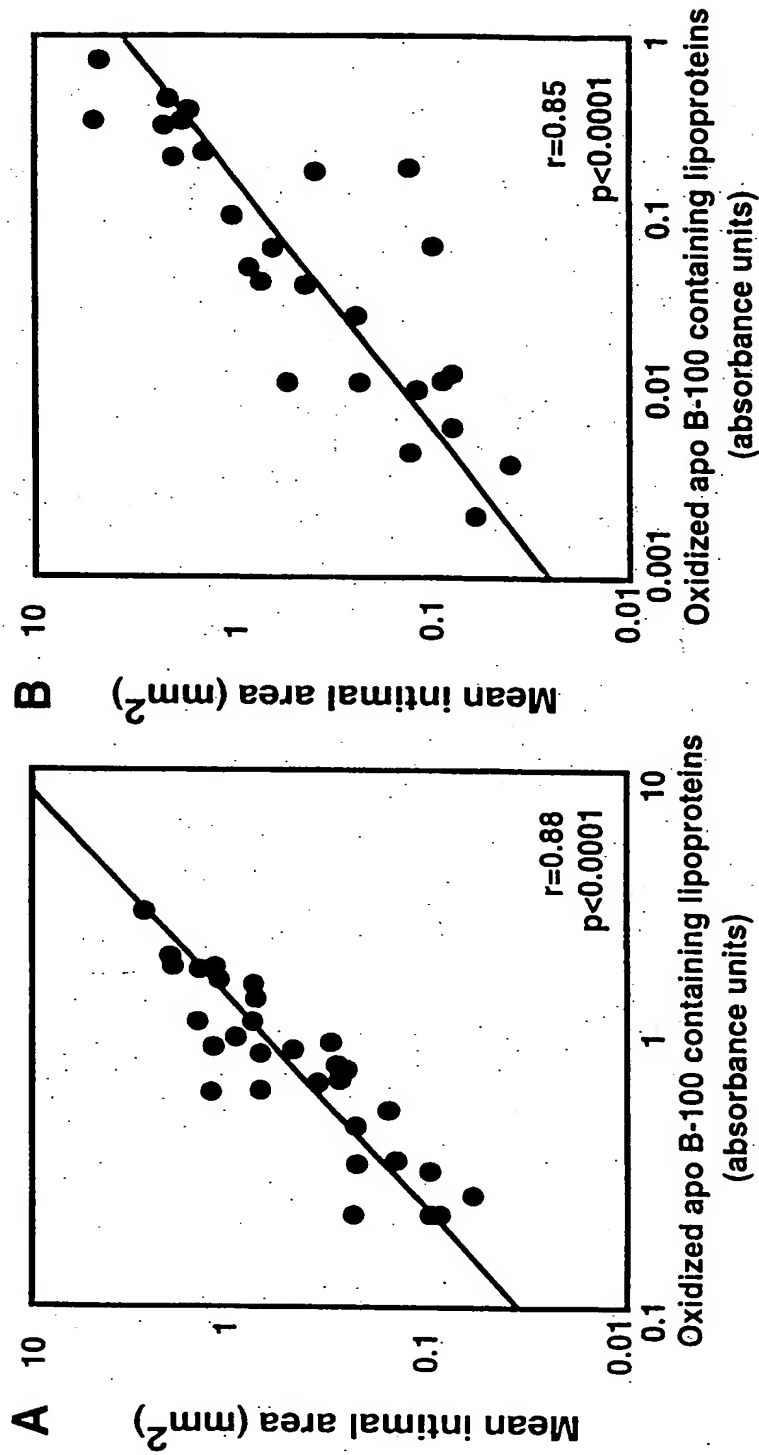 A
Mean intimal area (mm2)
10
1
0.1
0.01
0.1
1
10
r=0.88
p<0.0001
Oxidized apo B-100 containing lipoproteins
(absorbance units)
B
Mean intimal area (mm2)
10
1
0.1
0.01
0.001
0.01
0.1
1
r=0.85
p<0.0001
Oxidized apo B-100 containing lipoproteins
(absorbance units)